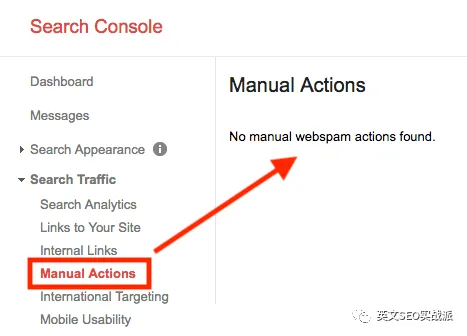 Search Console
Dashboard
Messages
Search Appearance
Search Traffic
Search Analytics
Links to Your Site
Internal Links
Manual Actions
International Targeting
Mobile Usability
Manual Actions
No manual webspam actions found.
英文SEO实战派